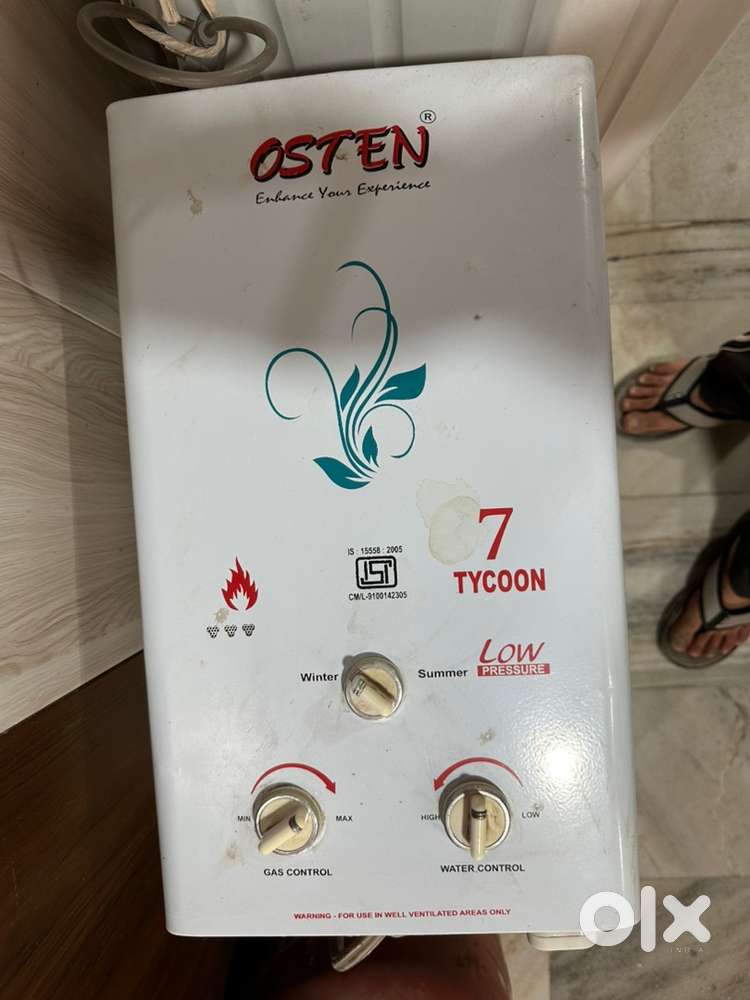 OSTEN ®
Enhance Your Experience
7
TYCOON
IS : 15558 : 2005
CM/L-9100142305
Low
PRESSURE
Winter
Summer
MIN
MAX
GAS CONTROL
HIGH
LOW
WATER CONTROL
WARNING - FOR USE IN WELL VENTILATED AREAS ONLY
olx
INDIA